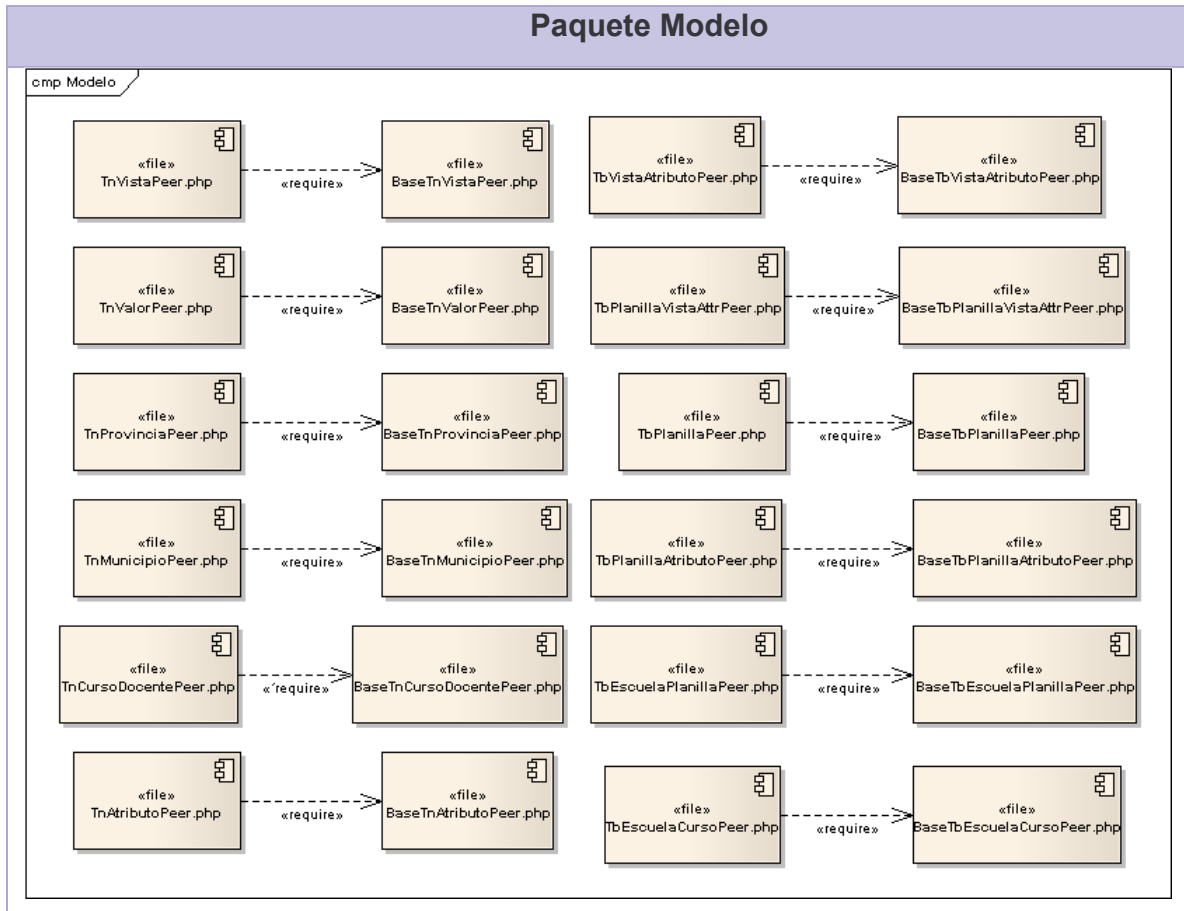 Paquete Modelo
cmp Modelo
«file»
TnVistaPeer.php
«require»
«file»
BaseTnVistaPeer.php
«file»
TbVistaAtributoPeer.php
«require»
«file»
BaseTbVistaAtributoPeer.php
«file»
TnValorPeer.php
«require»
«file»
BaseTnValorPeer.php
«file»
TbPlanillaVistaAttrPeer.php
«require»
«file»
BaseTbPlanillaVistaAttrPeer.php
«file»
TnProvinciaPeer.php
«require»
«file»
BaseTnProvinciaPeer.php
«file»
TbPlanillaPeer.php
«require»
«file»
BaseTbPlanillaPeer.php
«file»
TnMunicipioPeer.php
«require»
«file»
BaseTnMunicipioPeer.php
«file»
TbPlanillaAtributoPeer.php
«require»
«file»
BaseTbPlanillaAtributoPeer.php
«file»
TnCursoDocentePeer.php
«´require»
«file»
BaseTnCursoDocentePeer.php
«file»
TbEscuelaPlanillaPeer.php
«require»
«file»
BaseTbEscuelaPlanillaPeer.php
«file»
TnAtributoPeer.php
«require»
«file»
BaseTnAtributoPeer.php
«file»
TbEscuelaCursoPeer.php
«require»
«file»
BaseTbEscuelaCursoPeer.php